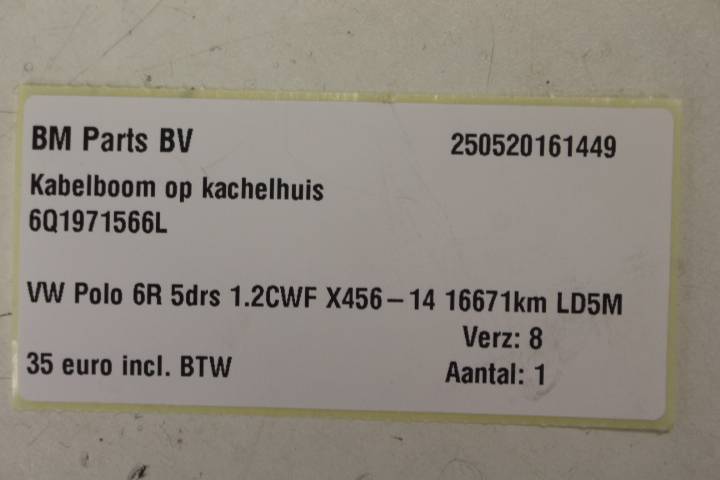 BM Parts BV 250520161449
Kabelboom op kachelhuis
6Q1971566L
VW Polo 6R 5drs 1.2CWF X456-14 16671km LD5M
Verz: 8
35 euro incl. BTW Aantal: 1